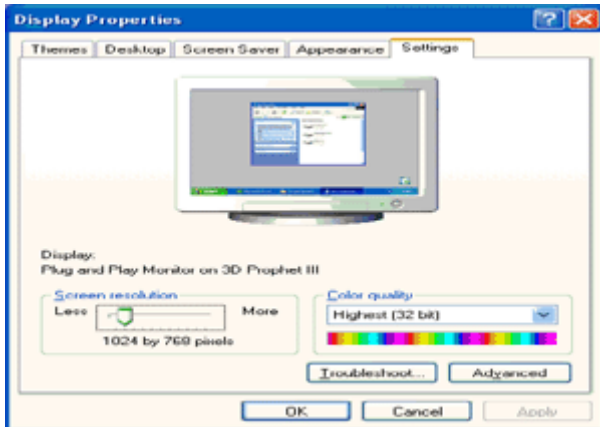 Display Properties
Themes Desktop Screen Saver Appearance Settings
Display:
Plug and Play Monitor on 3D Prophet III
Screen resolution
Less More
1024 by 768 pixels
Color quality
Highest (32 bit)
Troubleshoot... Advanced
OK Cancel Apply